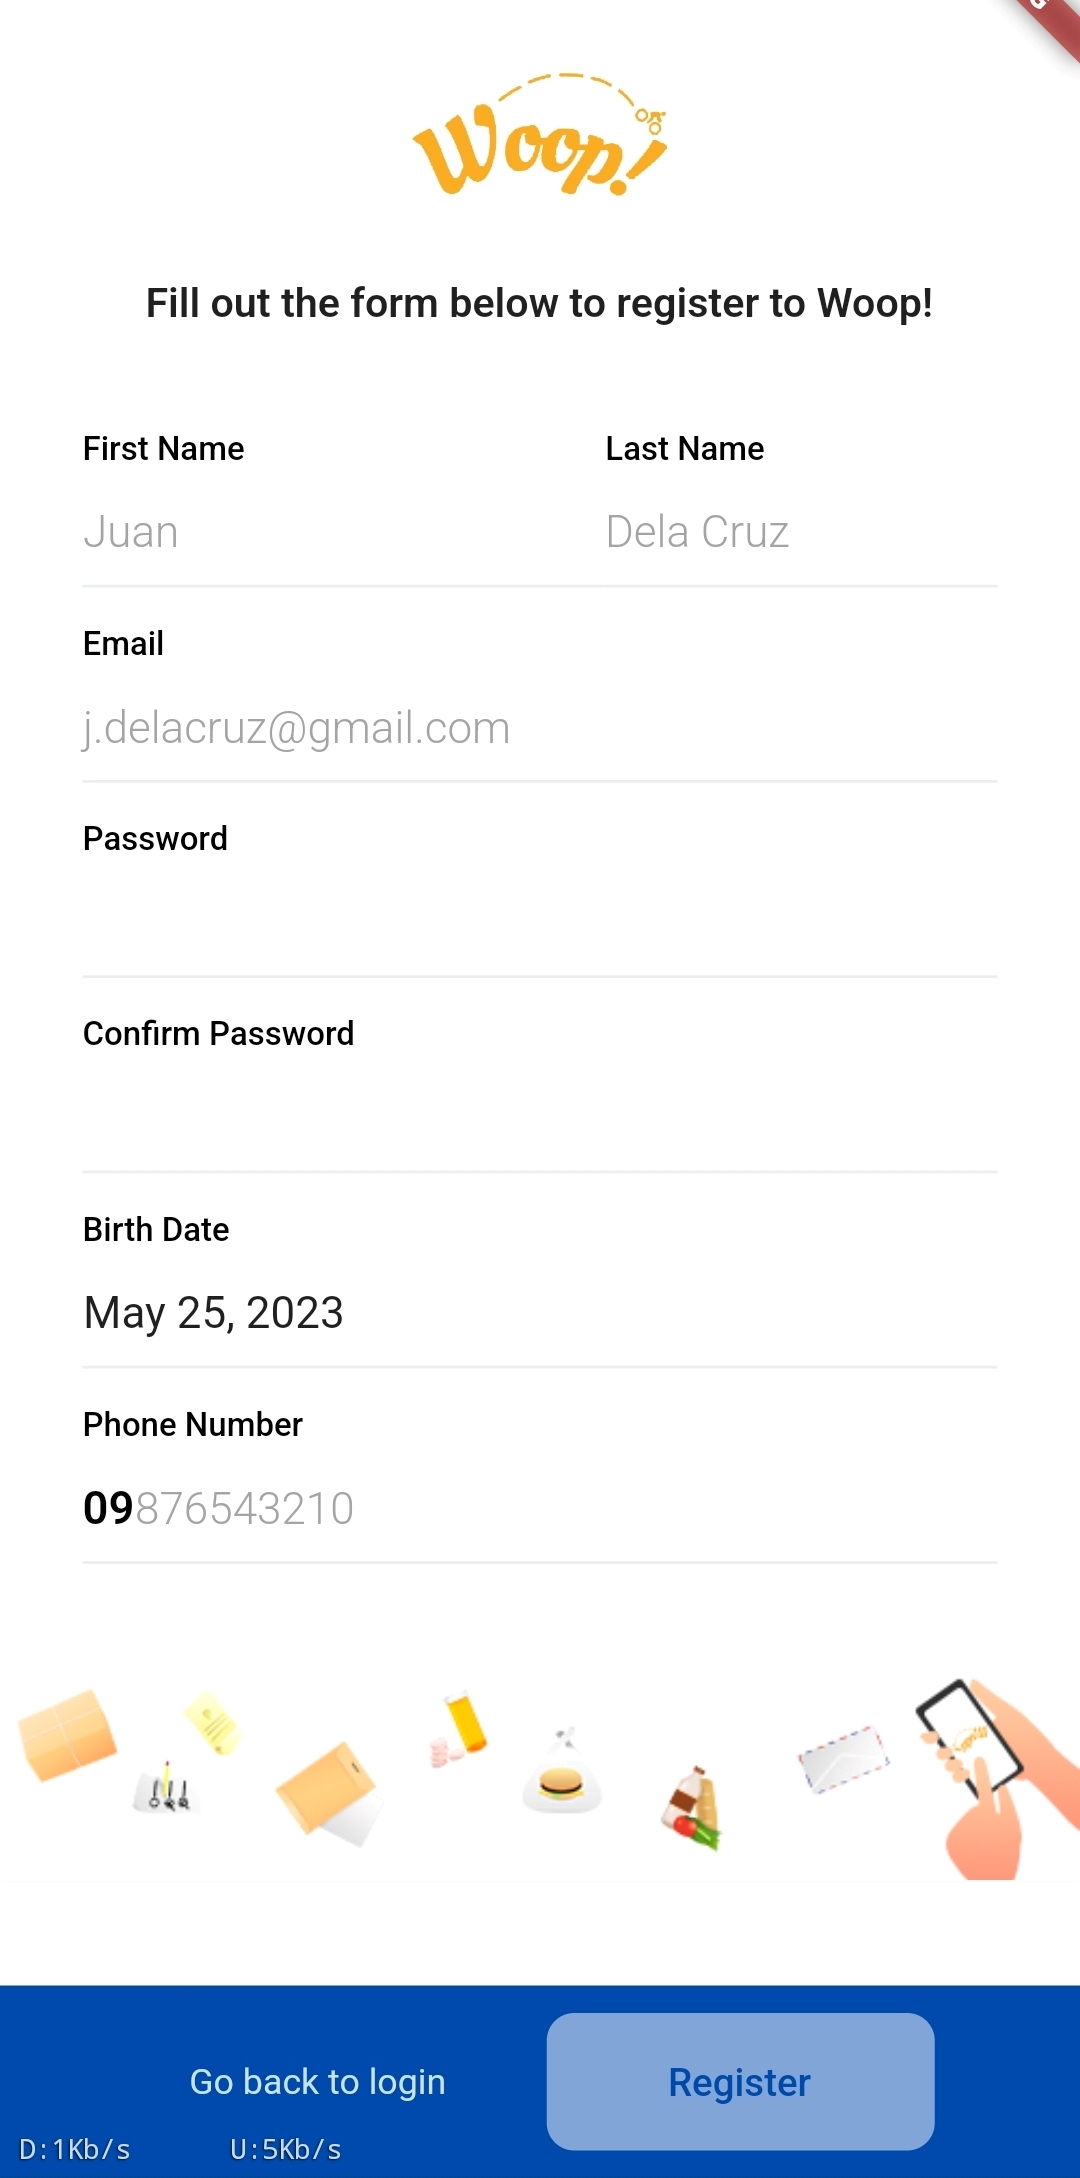 Woop!
Fill out the form below to register to Woop!
First Name Last Name
Juan Dela Cruz
Email
j.delacruz@gmail.com
Password
Confirm Password
Birth Date
May 25, 2023
Phone Number
09876543210
Go back to login Register
D:1Kb/s U:5Kb/s